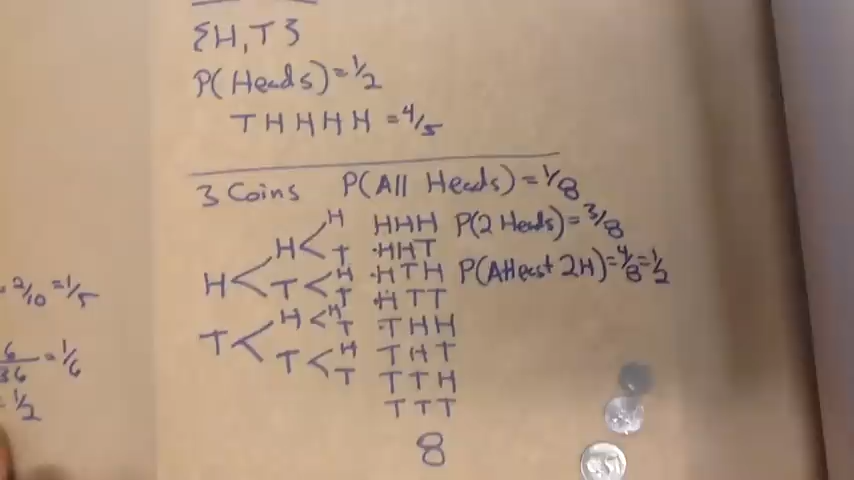 {H,T}
P(Heads)=1/2
T H H H H = 4/5
3 Coins P(All Heads)=1/8
H
HHH P(2 Heads)=3/8
H < T ·HHT
H < T < H ·HTH P(Atleast 2H)=4/8=1/2
T ·HTT
= 2/10 = 1/5
H < H T ·THH
T < T THT
T < H TTH
T TTT
6/36 = 1/6
= 1/2
8